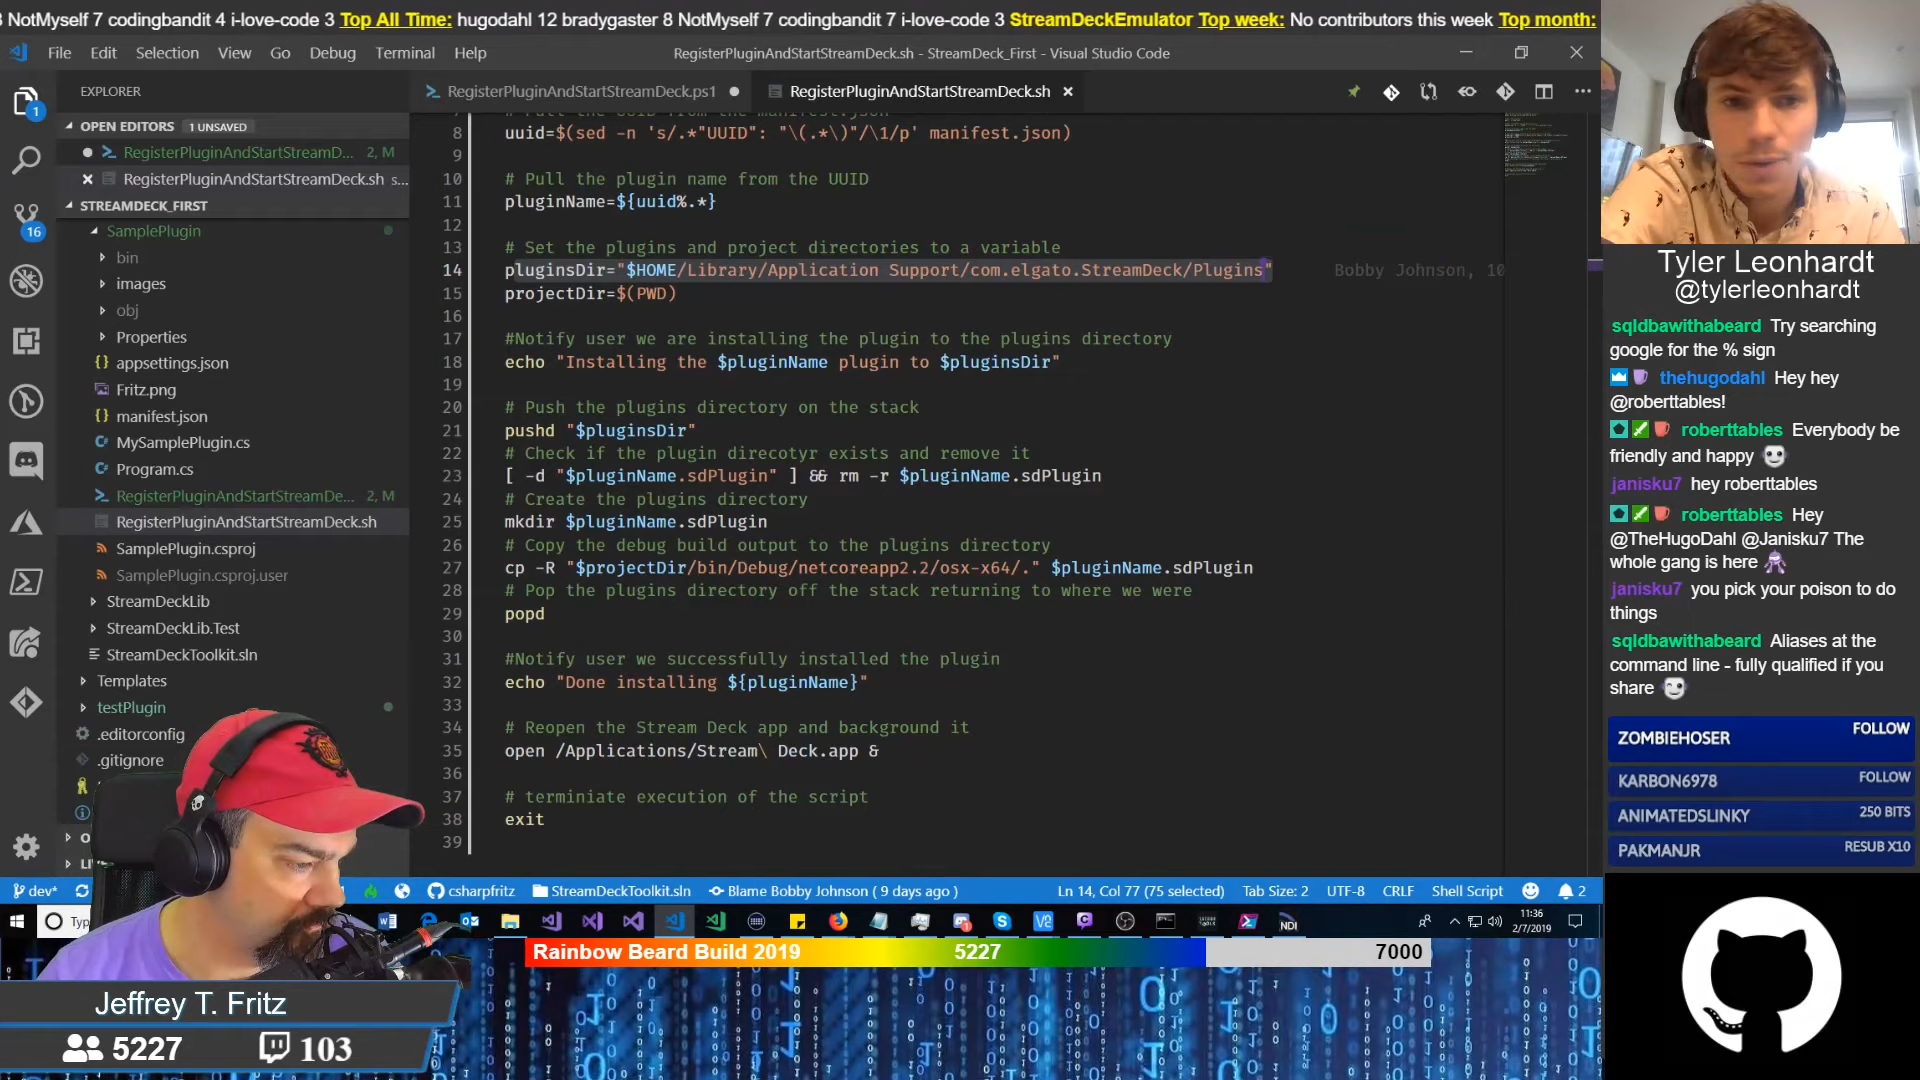 NotMyself 7 codingbandit 4 i-love-code 3 Top All Time: hugodahl 12 bradygaster 8 NotMyself 7 codingbandit 7 i-love-code 3 StreamDeckEmulator Top week: No contributors this week Top month:
File Edit Selection View Go Debug Terminal Help
RegisterPluginAndStartStreamDeck.sh - StreamDeck_First - Visual Studio Code
EXPLORER
OPEN EDITORS 1 UNSAVED
RegisterPluginAndStartStreamD... 2, M
RegisterPluginAndStartStreamDeck.sh s...
STREAMDECK_FIRST
SamplePlugin
bin
images
obj
Properties
appsettings.json
Fritz.png
manifest.json
MySamplePlugin.cs
Program.cs
RegisterPluginAndStartStreamDe... 2, M
RegisterPluginAndStartStreamDeck.sh
SamplePlugin.csproj
SamplePlugin.csproj.user
StreamDeckLib
StreamDeckLib.Test
StreamDeckToolkit.sln
Templates
testPlugin
.editorconfig
.gitignore
1
16
RegisterPluginAndStartStreamDeck.ps1
RegisterPluginAndStartStreamDeck.sh
8 uuid=$(sed -n 's/.*"UUID": "\(.*\)"/\1/p' manifest.json)
9
10 # Pull the plugin name from the UUID
11 pluginName=${uuid%.*}
12
13 # Set the plugins and project directories to a variable
14 pluginsDir="$HOME/Library/Application Support/com.elgato.StreamDeck/Plugins" Bobby Johnson, 10
15 projectDir=$(PWD)
16
17 #Notify user we are installing the plugin to the plugins directory
18 echo "Installing the $pluginName plugin to $pluginsDir"
19
20 # Push the plugins directory on the stack
21 pushd "$pluginsDir"
22 # Check if the plugin direcotyr exists and remove it
23 [ -d "$pluginName.sdPlugin" ] && rm -r $pluginName.sdPlugin
24 # Create the plugins directory
25 mkdir $pluginName.sdPlugin
26 # Copy the debug build output to the plugins directory
27 cp -R "$projectDir/bin/Debug/netcoreapp2.2/osx-x64/." $pluginName.sdPlugin
28 # Pop the plugins directory off the stack returning to where we were
29 popd
30
31 #Notify user we successfully installed the plugin
32 echo "Done installing ${pluginName}"
33
34 # Reopen the Stream Deck app and background it
35 open /Applications/Stream\ Deck.app &
36
37 # terminiate execution of the script
38 exit
39
dev* csharpfritz StreamDeckToolkit.sln Blame Bobby Johnson ( 9 days ago ) Ln 14, Col 77 (75 selected) Tab Size: 2 UTF-8 CRLF Shell Script 2
11:36
2/7/2019
NDI
Rainbow Beard Build 2019 5227 7000
Jeffrey T. Fritz
5227 103
Tyler Leonhardt
@tylerleonhardt
sqldbawithabeard Try searching
google for the % sign
thehugodahl Hey hey
@roberttables!
roberttables Everybody be
friendly and happy
janisku7 hey roberttables
roberttables Hey
@TheHugoDahl @Janisku7 The
whole gang is here
janisku7 you pick your poison to do
things
sqldbawithabeard Aliases at the
command line - fully qualified if you
share
ZOMBIEHOSER FOLLOW
KARBON6978 FOLLOW
ANIMATEDSLINKY 250 BITS
PAKMANJR RESUB X10